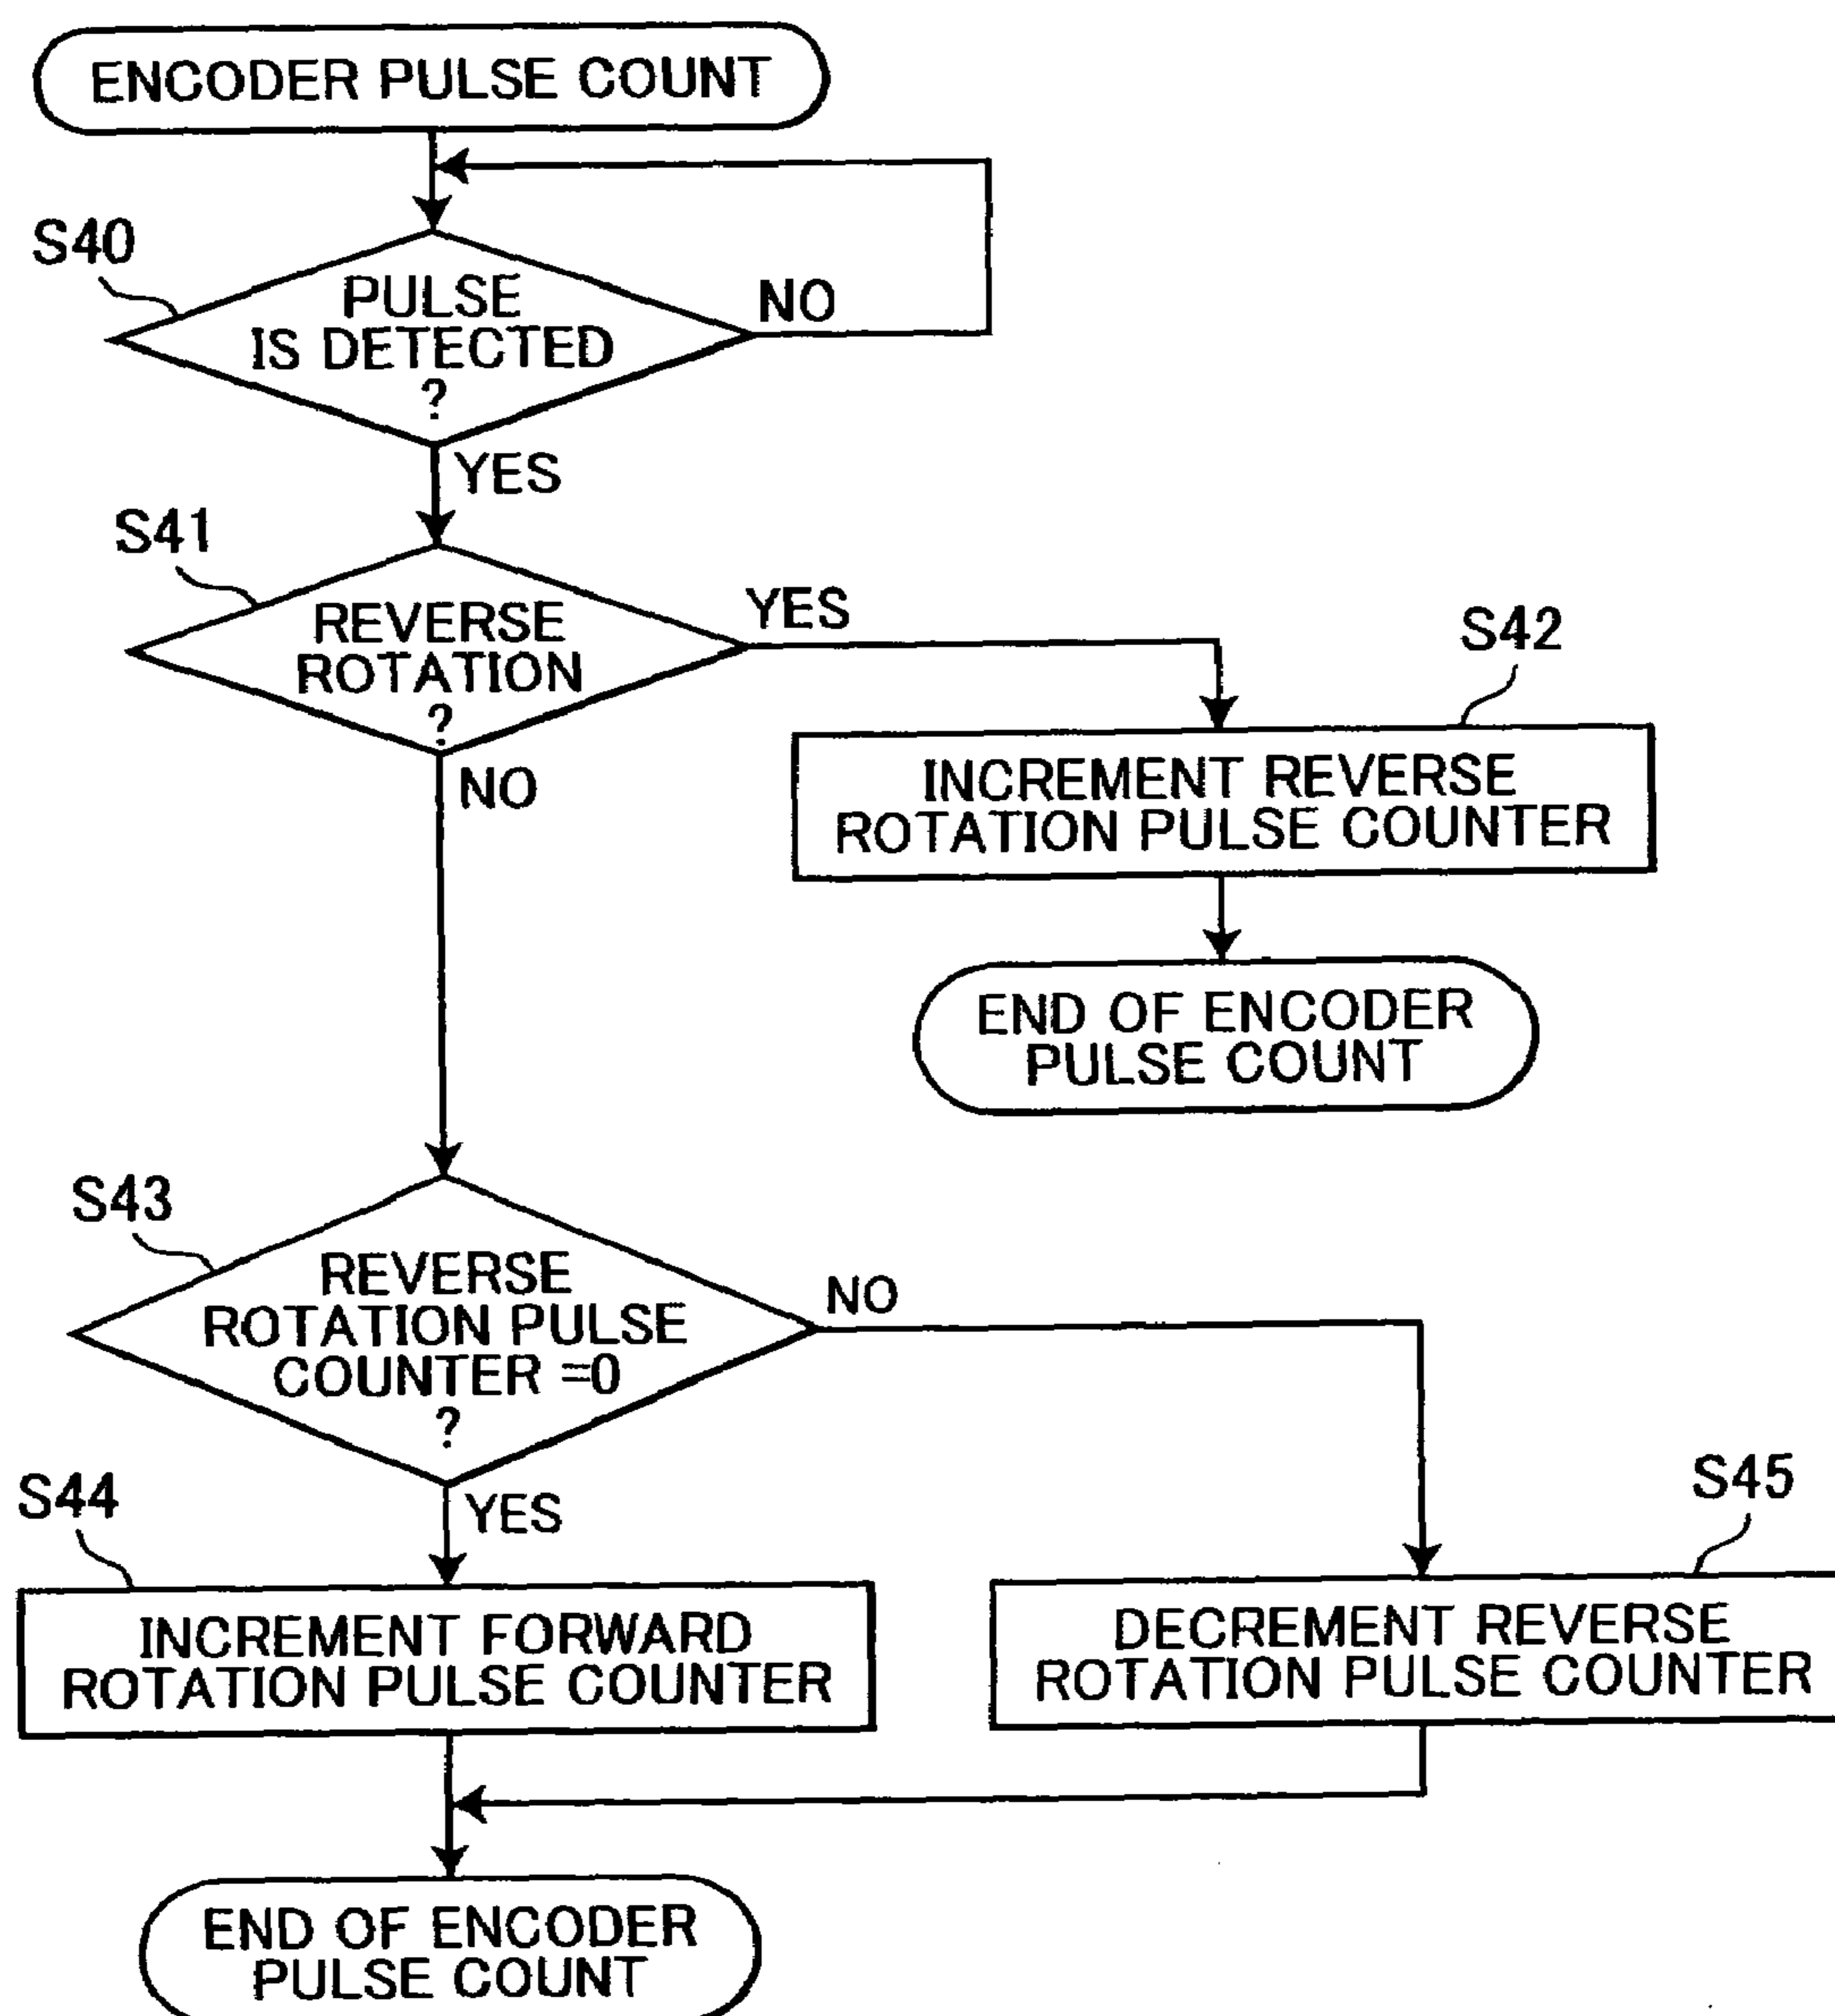 ENCODER PULSE COUNT
S40
PULSE
IS DETECTED
?
NO
YES
S41
REVERSE
ROTATION
?
YES
NO
S42
INCREMENT REVERSE
ROTATION PULSE COUNTER
END OF ENCODER
PULSE COUNT
S43
REVERSE
ROTATION PULSE
COUNTER =0
?
NO
YES
S44
INCREMENT FORWARD
ROTATION PULSE COUNTER
S45
DECREMENT REVERSE
ROTATION PULSE COUNTER
END OF ENCODER
PULSE COUNT